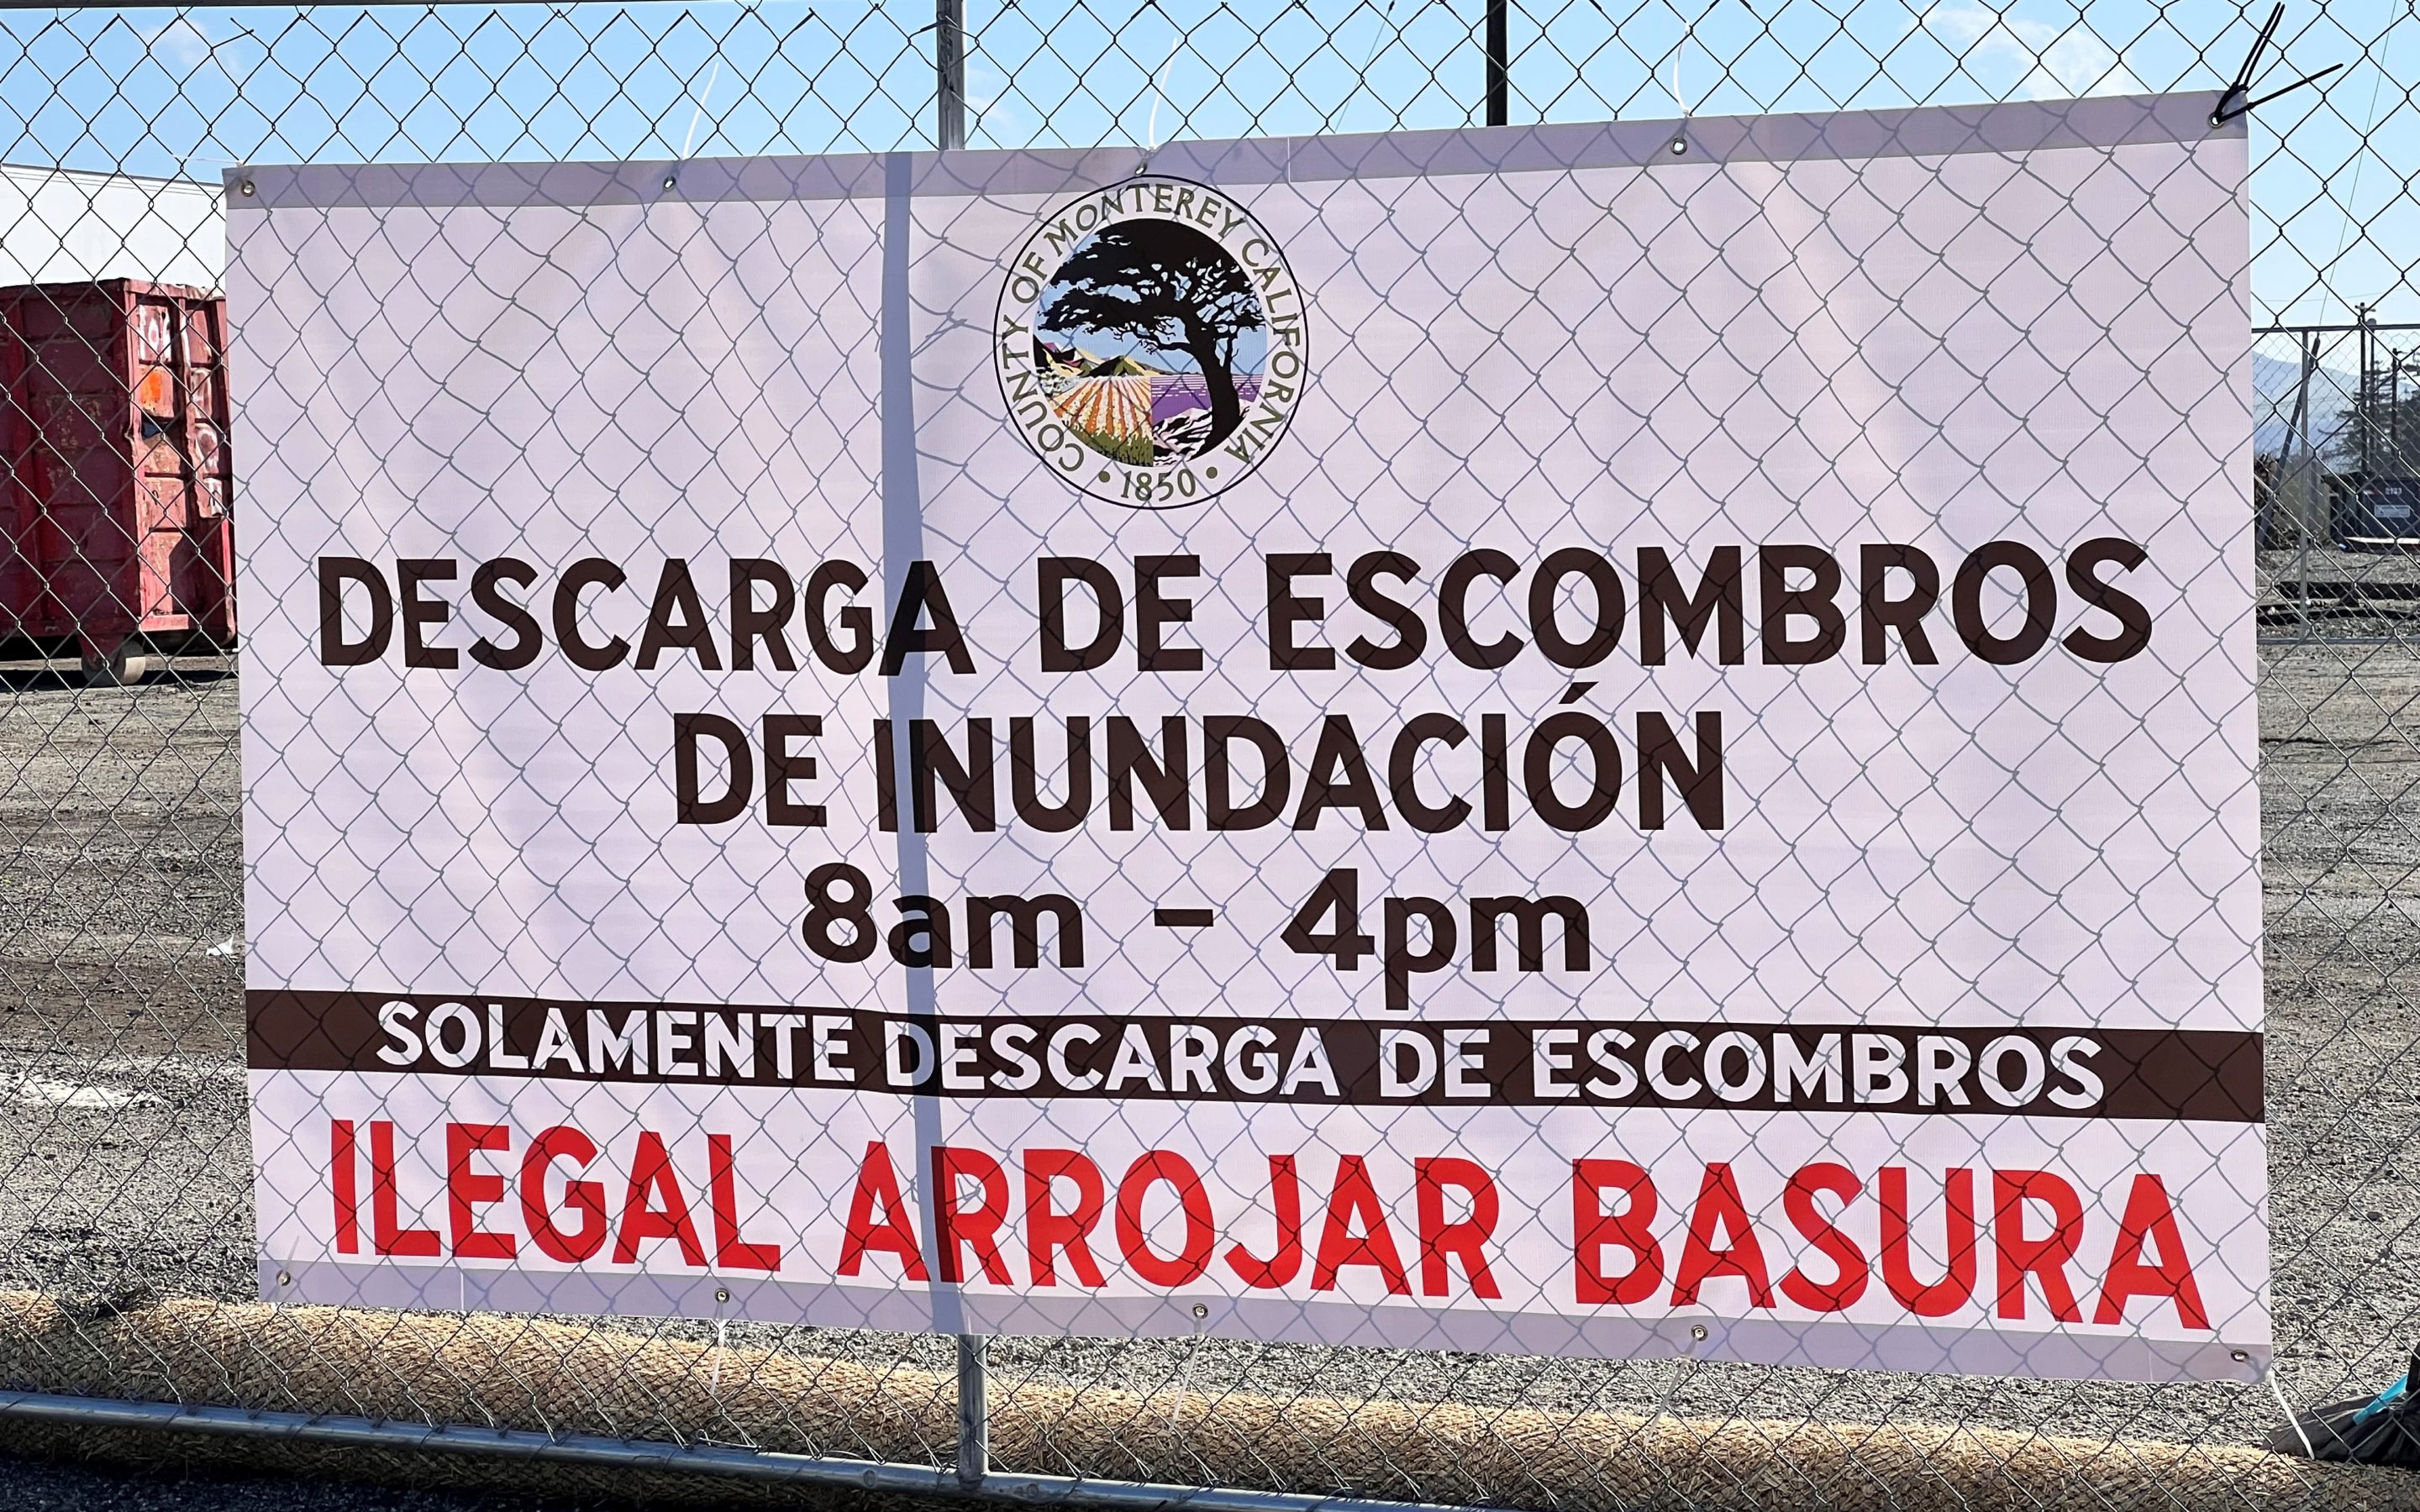 COUNTY OF MONTEREY CALIFORNIA
• 1850 •
DESCARGA DE ESCOMBROS
DE INUNDACIÓN
8am - 4pm
SOLAMENTE DESCARGA DE ESCOMBROS
ILEGAL ARROJAR BASURA